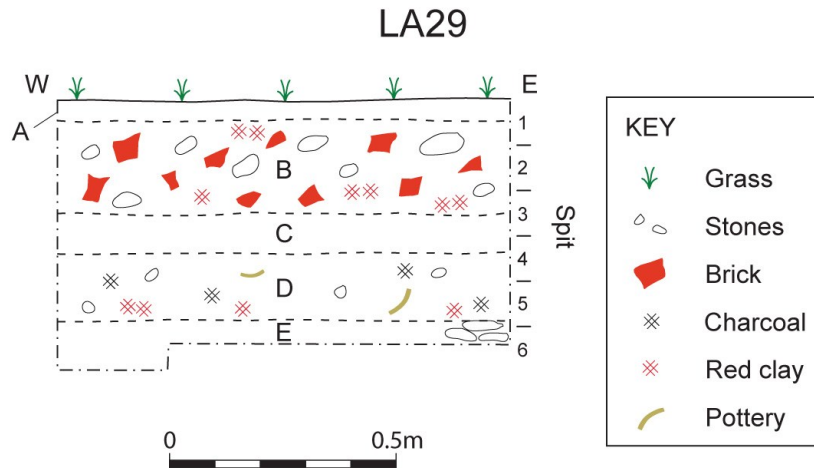 LA29
W E
A
B
C
D
E
1
2
3
4
5
6
Spit
0 0.5m
KEY
Grass
Stones
Brick
Charcoal
Red clay
Pottery